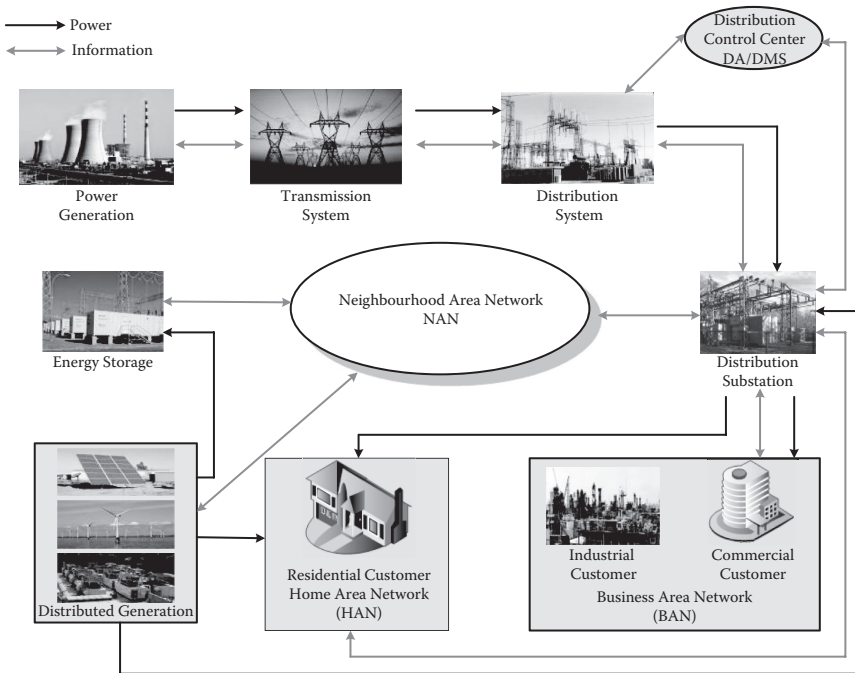 Power
Information
Distribution
Control Center
DA/DMS
Power
Generation
Transmission
System
Distribution
System
Neighbourhood Area Network
NAN
Energy Storage
Distribution
Substation
Distributed Generation
Residential Customer
Home Area Network
(HAN)
Industrial
Customer
Commercial
Customer
Business Area Network
(BAN)